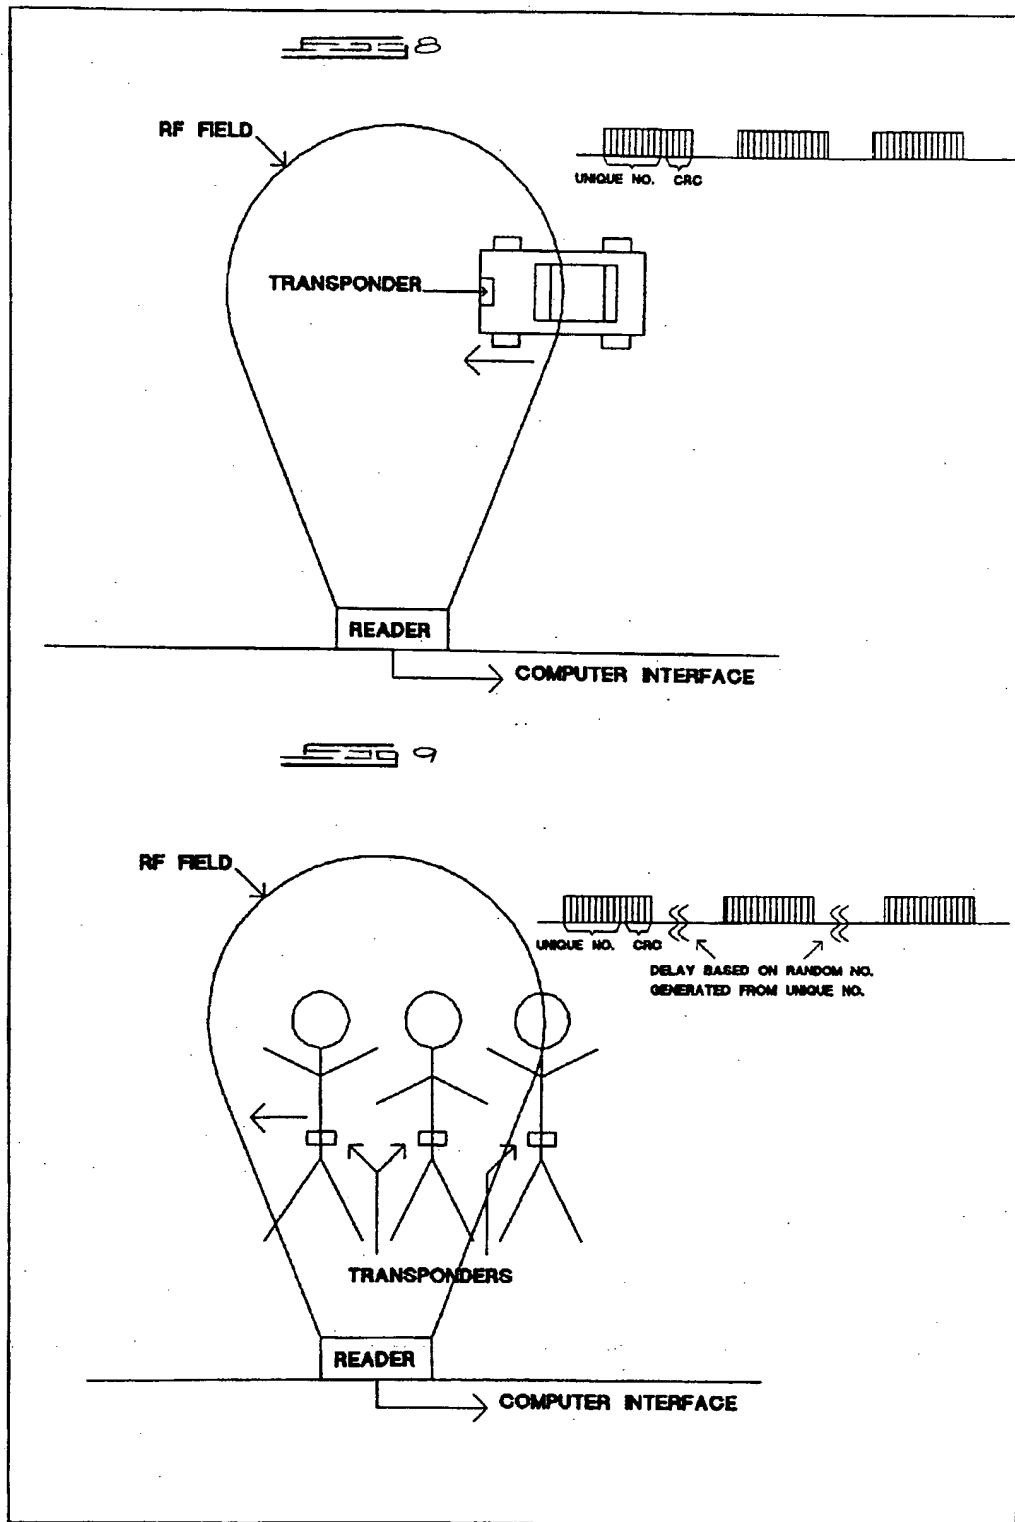 8
RF FIELD
UNIQUE NO. CRC
TRANSPONDER
READER
COMPUTER INTERFACE
9
RF FIELD
UNIQUE NO. CRC
DELAY BASED ON RANDOM NO.
GENERATED FROM UNIQUE NO.
TRANSPONDERS
READER
COMPUTER INTERFACE